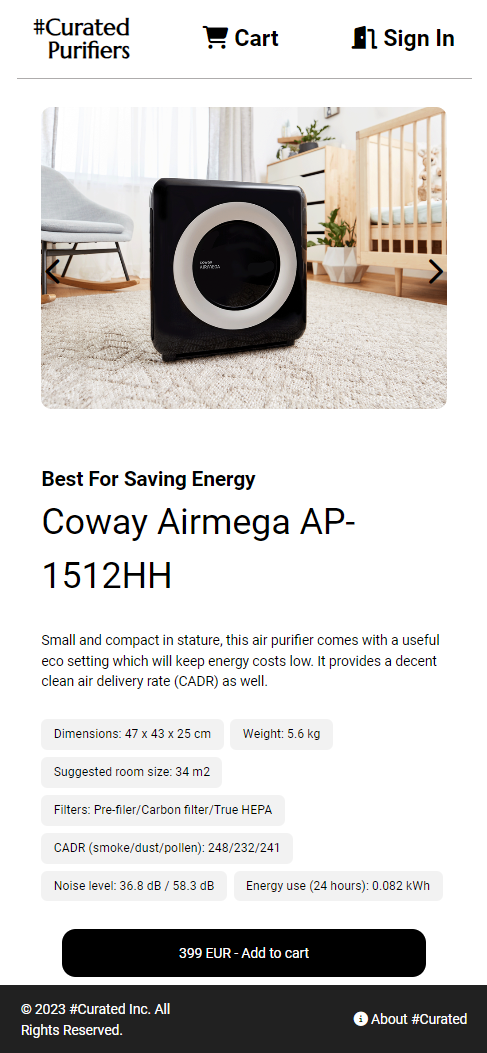 #Curated
Purifiers
Cart
Sign In
COWAY
AIRMEGA
Best For Saving Energy
Coway Airmega AP-
1512HH
Small and compact in stature, this air purifier comes with a useful
eco setting which will keep energy costs low. It provides a decent
clean air delivery rate (CADR) as well.
Dimensions: 47 x 43 x 25 cm
Weight: 5.6 kg
Suggested room size: 34 m2
Filters: Pre-filer/Carbon filter/True HEPA
CADR (smoke/dust/pollen): 248/232/241
Noise level: 36.8 dB / 58.3 dB
Energy use (24 hours): 0.082 kWh
399 EUR - Add to cart
© 2023 #Curated Inc. All
Rights Reserved.
About #Curated